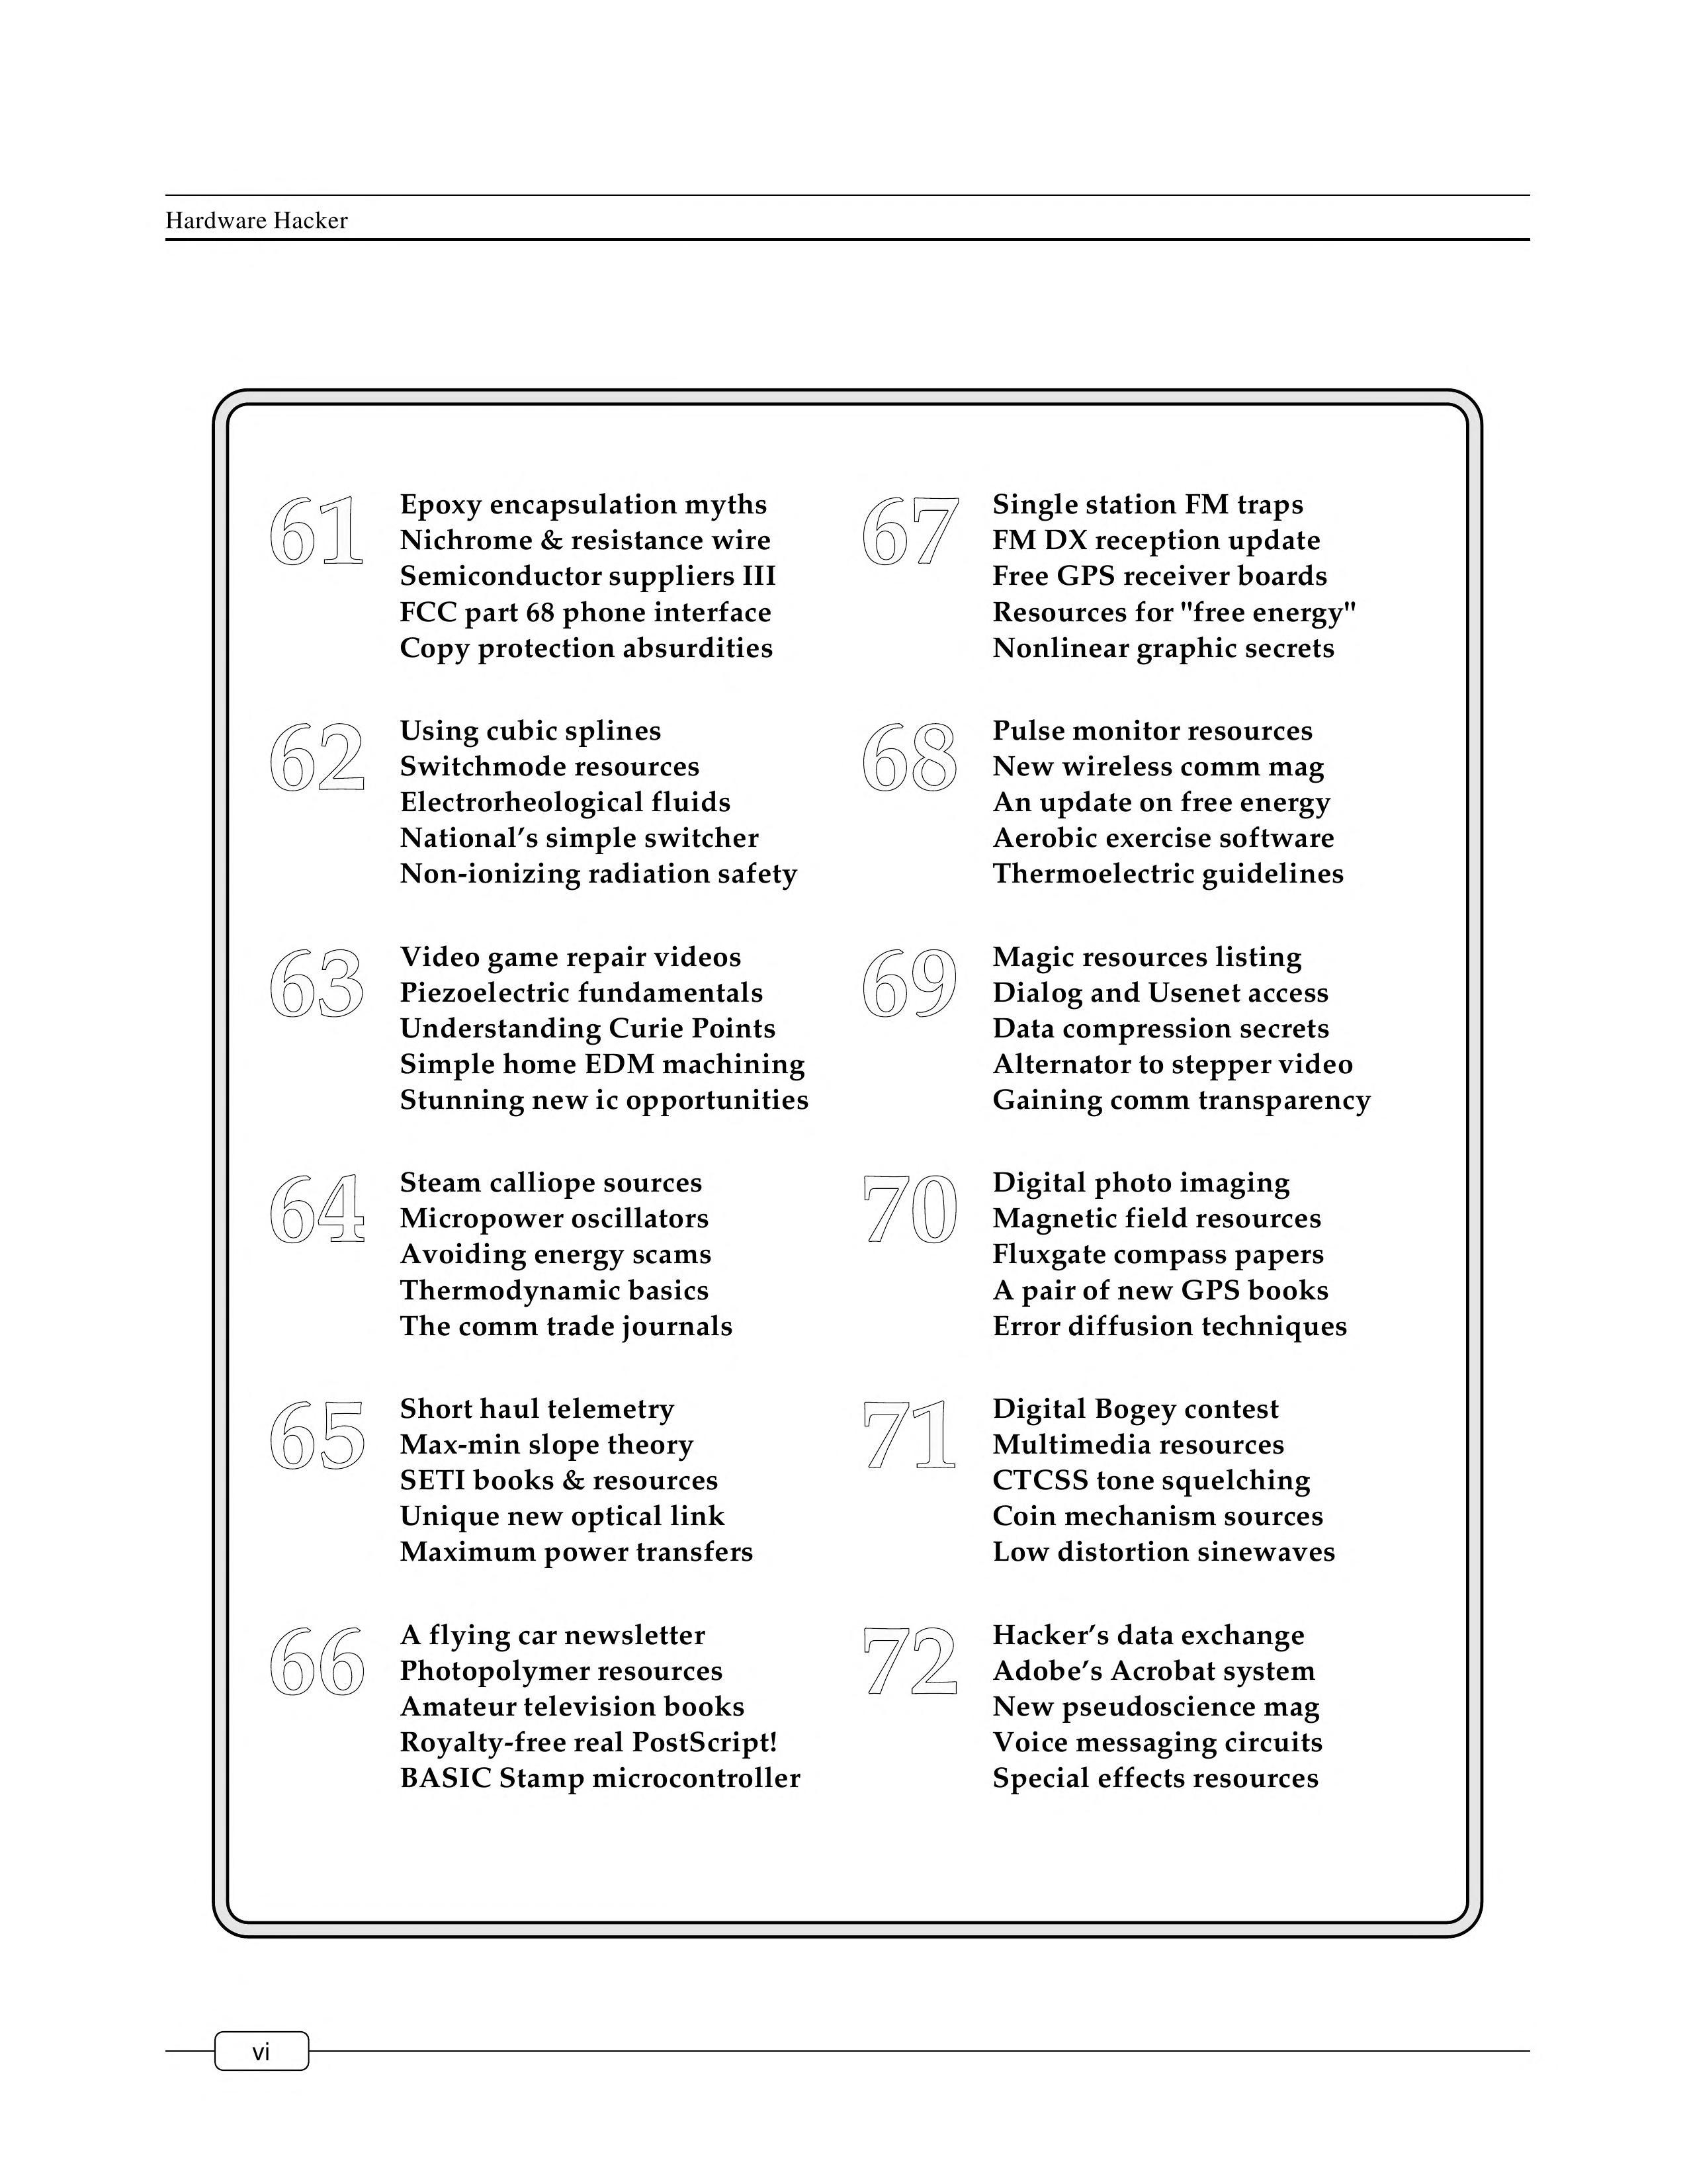 Hardware Hacker
61
Epoxy encapsulation myths
Nichrome & resistance wire
Semiconductor suppliers III
FCC part 68 phone interface
Copy protection absurdities
62
Using cubic splines
Switchmode resources
Electrorheological fluids
National’s simple switcher
Non-ionizing radiation safety
63
Video game repair videos
Piezoelectric fundamentals
Understanding Curie Points
Simple home EDM machining
Stunning new ic opportunities
64
Steam calliope sources
Micropower oscillators
Avoiding energy scams
Thermodynamic basics
The comm trade journals
65
Short haul telemetry
Max-min slope theory
SETI books & resources
Unique new optical link
Maximum power transfers
66
A flying car newsletter
Photopolymer resources
Amateur television books
Royalty-free real PostScript!
BASIC Stamp microcontroller
67
Single station FM traps
FM DX reception update
Free GPS receiver boards
Resources for "free energy"
Nonlinear graphic secrets
68
Pulse monitor resources
New wireless comm mag
An update on free energy
Aerobic exercise software
Thermoelectric guidelines
69
Magic resources listing
Dialog and Usenet access
Data compression secrets
Alternator to stepper video
Gaining comm transparency
70
Digital photo imaging
Magnetic field resources
Fluxgate compass papers
A pair of new GPS books
Error diffusion techniques
71
Digital Bogey contest
Multimedia resources
CTCSS tone squelching
Coin mechanism sources
Low distortion sinewaves
72
Hacker’s data exchange
Adobe’s Acrobat system
New pseudoscience mag
Voice messaging circuits
Special effects resources
vi